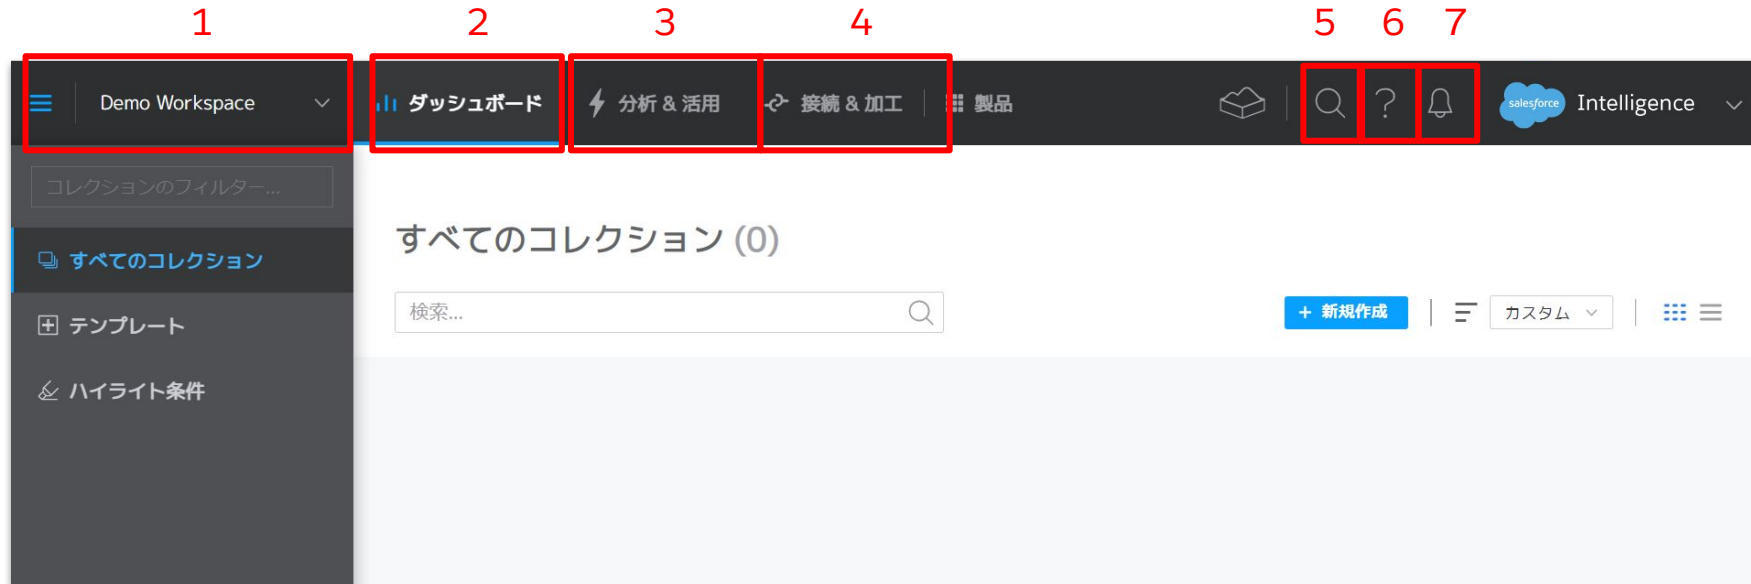 1 2 3 4 5 6 7
Demo Workspace ダッシュボード 分析 & 活用 接続 & 加工 製品 ? salesforce Intelligence
コレクションのフィルター...
すべてのコレクション
テンプレート
ハイライト条件
すべてのコレクション (0)
検索... + 新規作成 カスタム